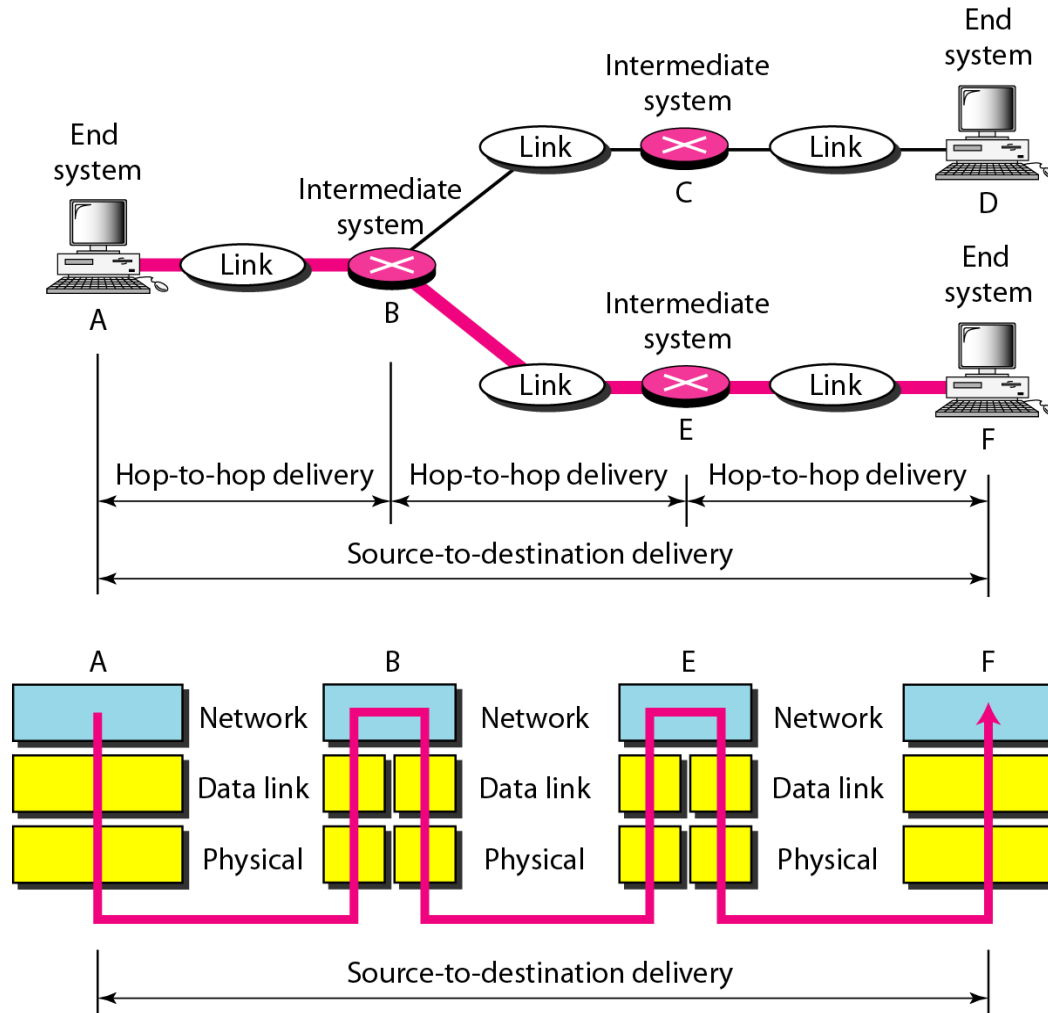 End
system
Intermediate
system
Link
Link
C
D
End
system
Intermediate
system
Link
A
B
End
system
Intermediate
system
Link
Link
E
F
Hop-to-hop delivery
Hop-to-hop delivery
Hop-to-hop delivery
Source-to-destination delivery
A
B
E
F
Network
Network
Network
Data link
Data link
Data link
Physical
Physical
Physical
Source-to-destination delivery